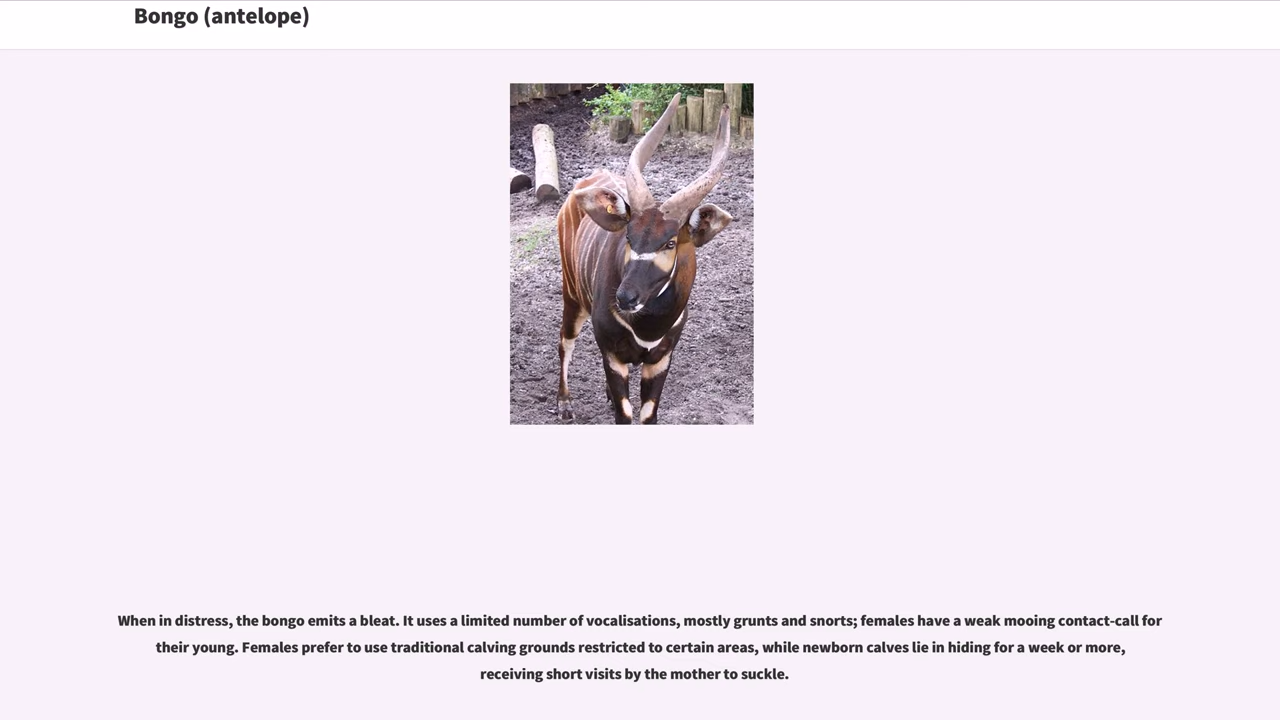 Bongo (antelope)
When in distress, the bongo emits a bleat. It uses a limited number of vocalisations, mostly grunts and snorts; females have a weak mooing contact-call for
their young. Females prefer to use traditional calving grounds restricted to certain areas, while newborn calves lie in hiding for a week or more,
receiving short visits by the mother to suckle.